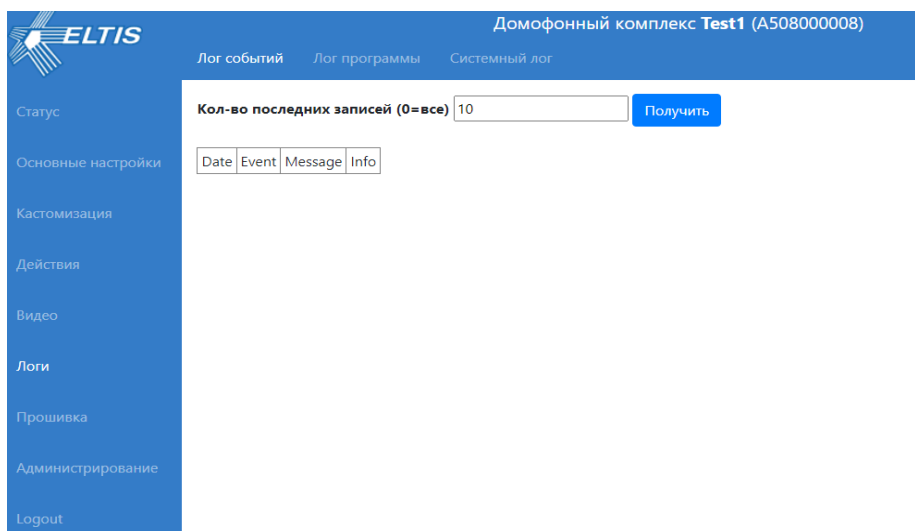 ELTIS
Домофонный комплекс Test1 (A508000008)
Лог событий Лог программы Системный лог
Статус
Основные настройки
Кастомизация
Действия
Видео
Логи
Прошивка
Администрирование
Logout
Кол-во последних записей (0=все) 10 Получить
Date Event Message Info